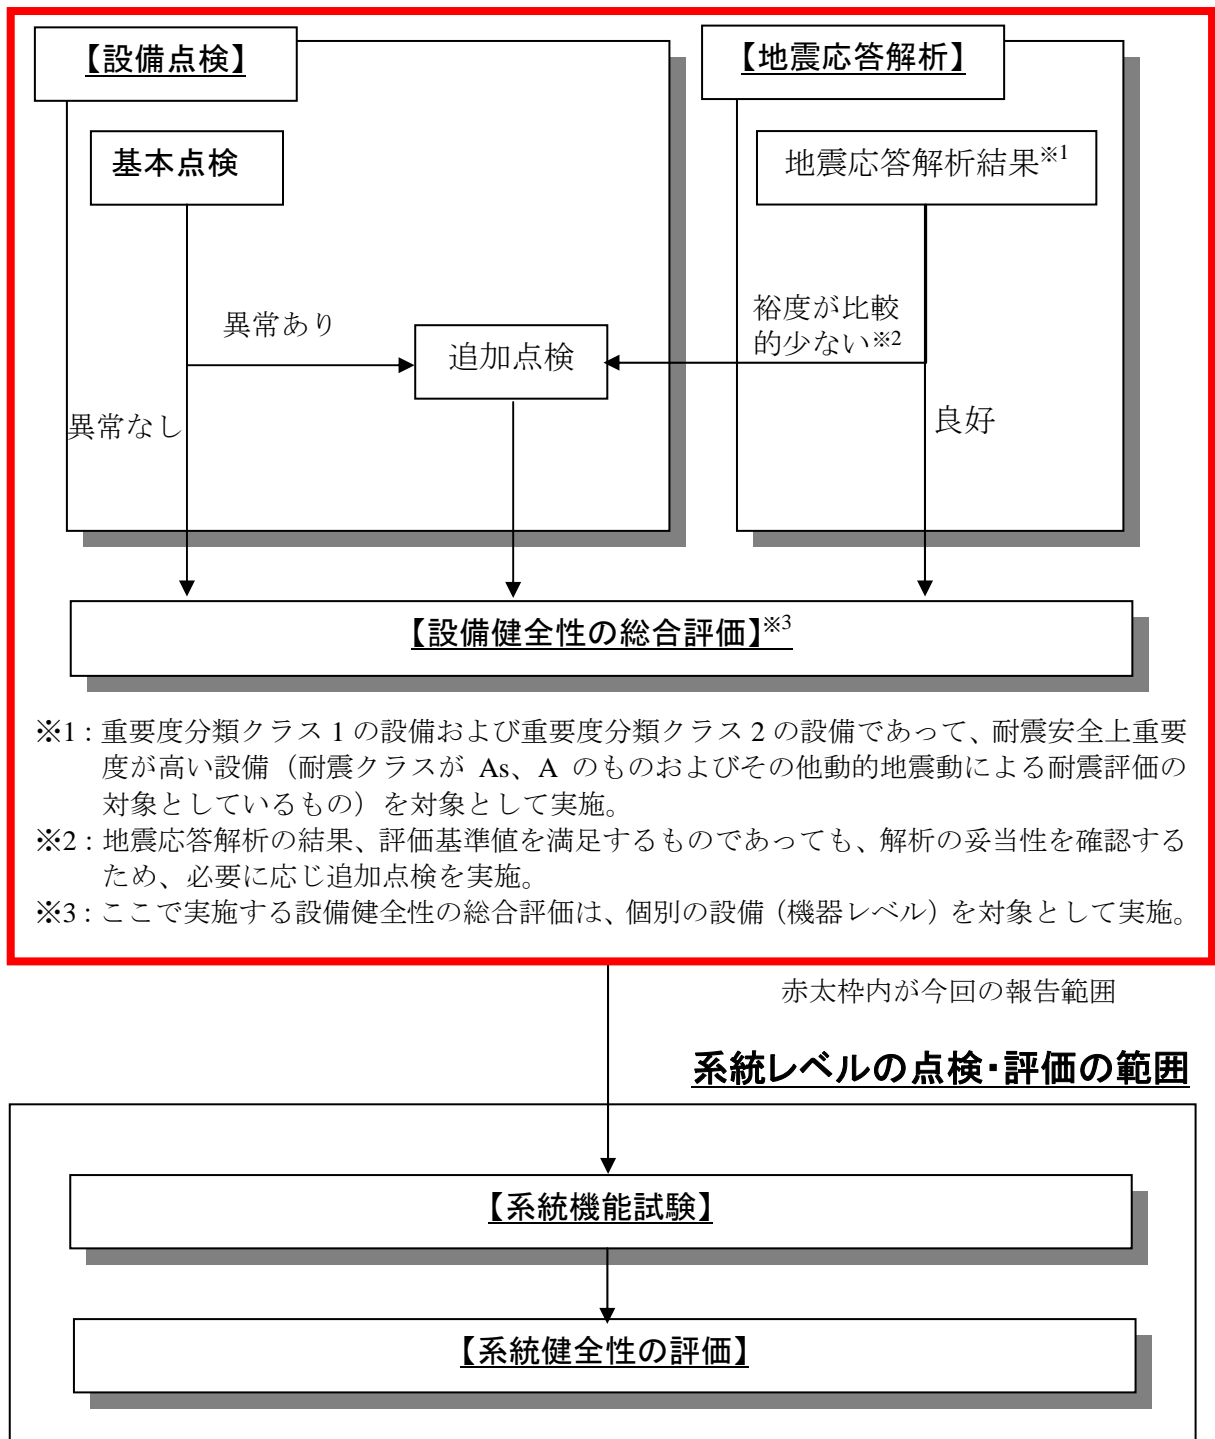 【設備点検】
【地震応答解析】
基本点検
地震応答解析結果※1
異常あり
追加点検
裕度が比較
的少ない※2
異常なし
良好
【設備健全性の総合評価】※3
※1：重要度分類クラス 1 の設備および重要度分類クラス 2 の設備であって、耐震安全上重要
度が高い設備（耐震クラスが As、A のものおよびその他動的地震動による耐震評価の
対象としているもの）を対象として実施。
※2：地震応答解析の結果、評価基準値を満足するものであっても、解析の妥当性を確認する
ため、必要に応じ追加点検を実施。
※3：ここで実施する設備健全性の総合評価は、個別の設備（機器レベル）を対象として実施。
赤太枠内が今回の報告範囲
系統レベルの点検・評価の範囲
【系統機能試験】
【系統健全性の評価】